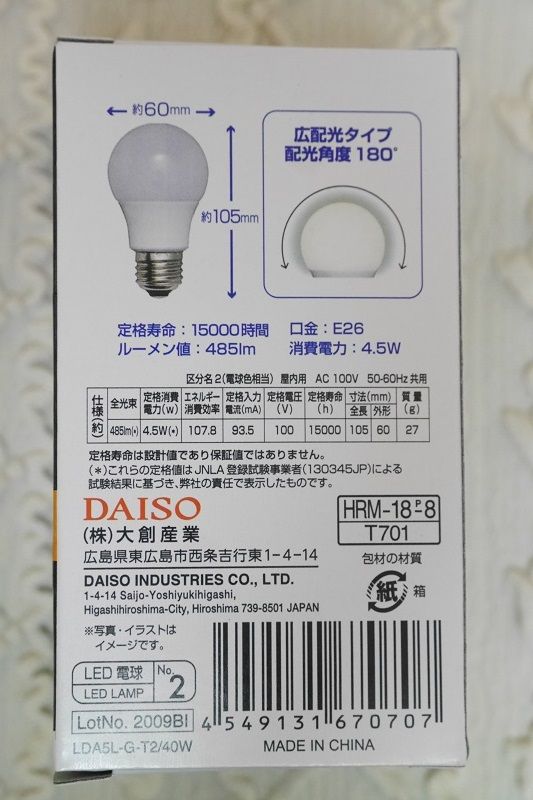 約60mm
約105mm
広配光タイプ
配光角度 180°
定格寿命：15000時間　口金：E26
ルーメン値：485lm　消費電力：4.5W
区分名2(電球色相当) 屋内用 AC 100V 50-60Hz 共用
仕様(約) 全光束 定格消費電力(w) エネルギー消費効率 定格入力電流(mA) 定格電圧(V) 定格寿命(h) 寸法(mm) 全長 外形 質量(g)
485lm(*) 4.5W(*) 107.8 93.5 100 15000 105 60 27
定格寿命は設計値であり保証値ではありません。
(*)これらの定格値はJNLA登録試験事業者(130345JP)による
試験結果に基づき、弊社の責任で表示したものです。
DAISO
(株)大創産業
広島県東広島市西条吉行東1-4-14
DAISO INDUSTRIES CO., LTD.
1-4-14 Saijo-Yoshiyukihigashi,
Higashihiroshima-City, Hiroshima 739-8501 JAPAN
HRM-18-P8
T701
包材の材質
紙 箱
※写真・イラストは
イメージです。
LED 電球
LED LAMP
No.2
LotNo. 2009BI
LDA5L-G-T2/40W
4 549131 670707
MADE IN CHINA